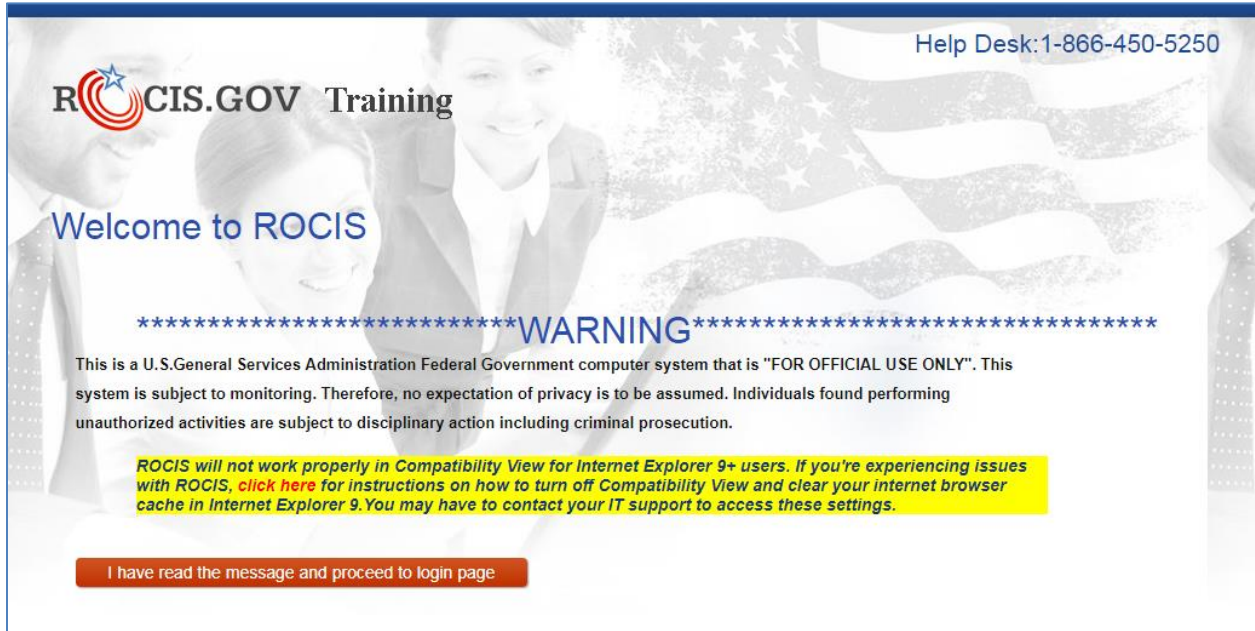 Help Desk:1-866-450-5250
ROCIS.GOV Training
Welcome to ROCIS
***************************WARNING*********************************
This is a U.S.General Services Administration Federal Government computer system that is "FOR OFFICIAL USE ONLY". This
system is subject to monitoring. Therefore, no expectation of privacy is to be assumed. Individuals found performing
unauthorized activities are subject to disciplinary action including criminal prosecution.
ROCIS will not work properly in Compatibility View for Internet Explorer 9+ users. If you're experiencing issues
with ROCIS, click here for instructions on how to turn off Compatibility View and clear your internet browser
cache in Internet Explorer 9.You may have to contact your IT support to access these settings.
I have read the message and proceed to login page